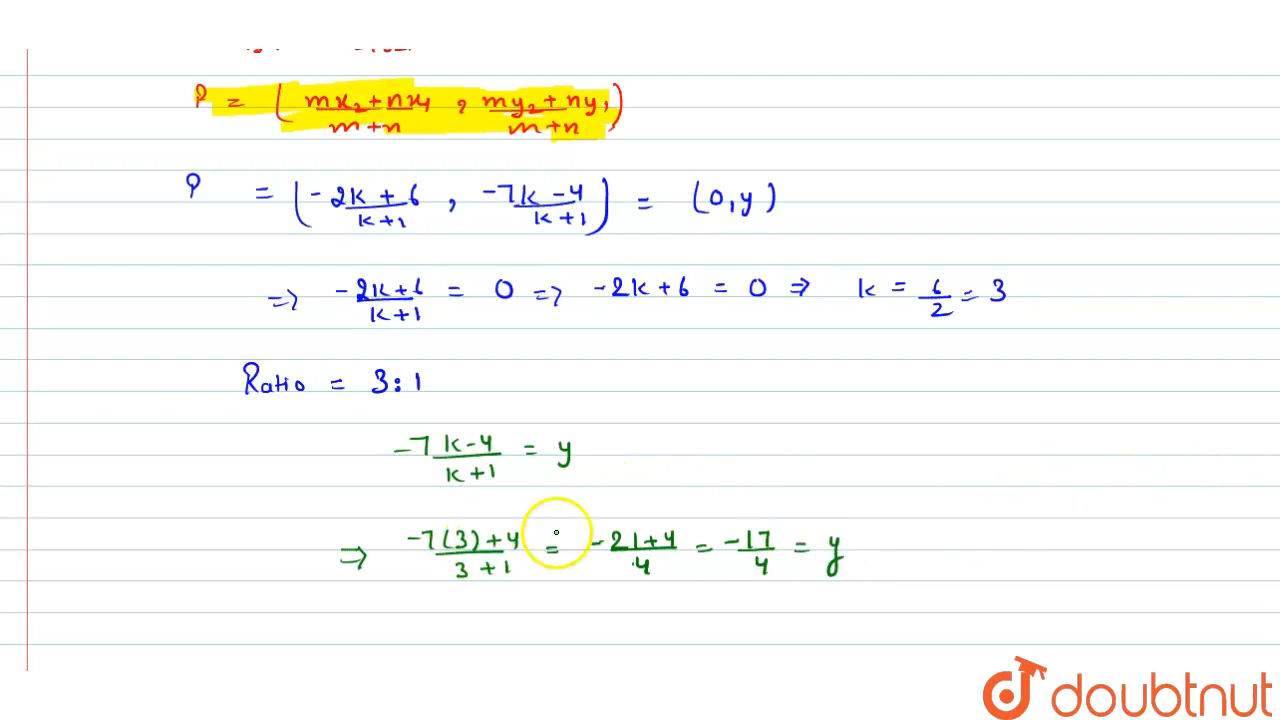 P = ( mx₂+nx₁/m+n , my₂+ny₁/m+n )
P = ( -2k+6/k+1 , -7k-4/k+1 ) = (0,y)
=> -2k+6/k+1 = 0 => -2k+6 = 0 => k = 6/2 = 3
Ratio = 3:1
-7k-4/k+1 = y
=> -7(3)+4/3+1 = -21+4/4 = -17/4 = y
doubtnut